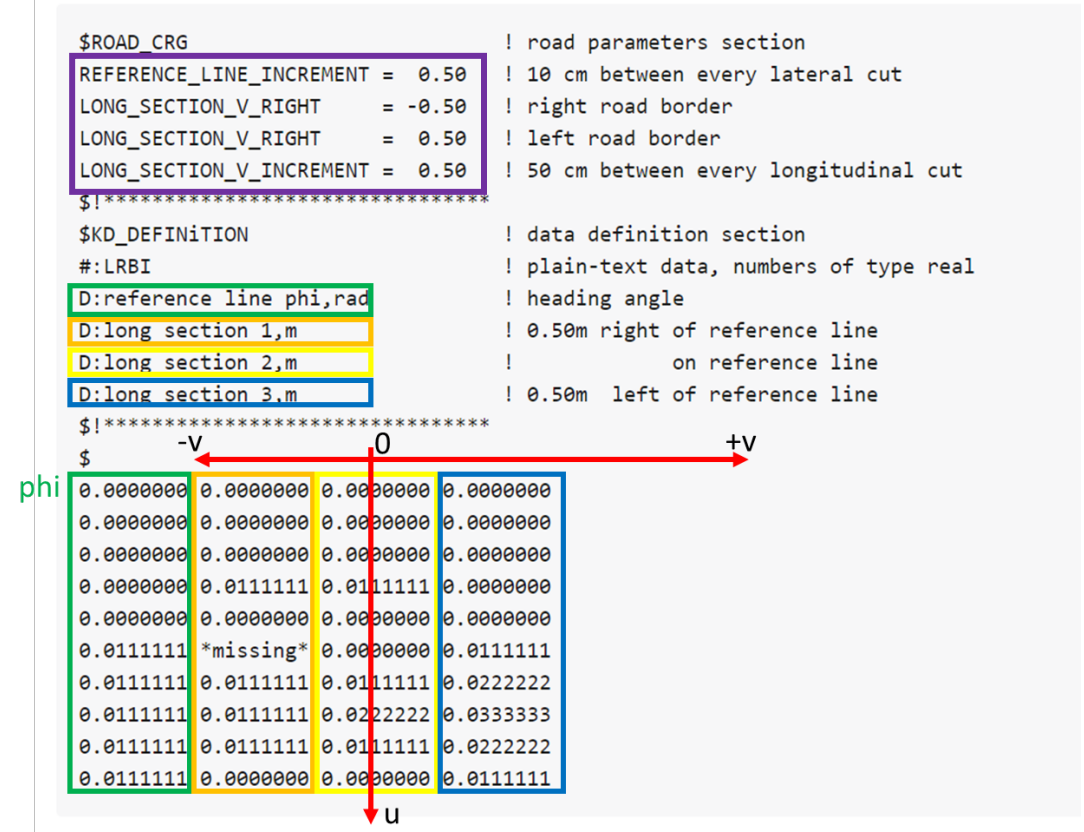 $ROAD_CRG ! road parameters section
REFERENCE_LINE_INCREMENT = 0.50 ! 10 cm between every lateral cut
LONG_SECTION_V_RIGHT = -0.50 ! right road border
LONG_SECTION_V_RIGHT = 0.50 ! left road border
LONG_SECTION_V_INCREMENT = 0.50 ! 50 cm between every longitudinal cut
$!********************************
$KD_DEFINiTION ! data definition section
#:LRBI ! plain-text data, numbers of type real
D:reference line phi,rad ! heading angle
D:long section 1,m ! 0.50m right of reference line
D:long section 2,m ! on reference line
D:long section 3,m ! 0.50m left of reference line
$!********************************
-v 0 +v
$
phi 0.0000000 0.0000000 0.0000000 0.0000000
0.0000000 0.0000000 0.0000000 0.0000000
0.0000000 0.0000000 0.0000000 0.0000000
0.0000000 0.0111111 0.0111111 0.0000000
0.0000000 0.0000000 0.0000000 0.0000000
0.0111111 *missing* 0.0000000 0.0111111
0.0111111 0.0111111 0.0111111 0.0222222
0.0111111 0.0111111 0.0222222 0.0333333
0.0111111 0.0111111 0.0111111 0.0222222
0.0111111 0.0000000 0.0000000 0.0111111
u